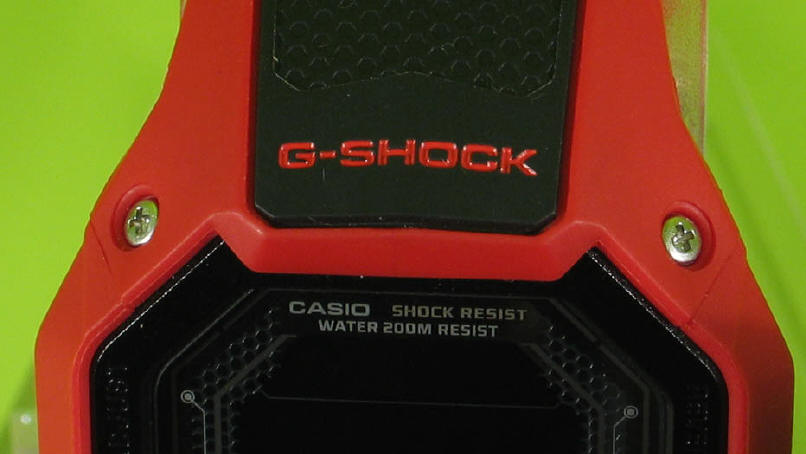 G-SHOCK
CASIO SHOCK RESIST
WATER 200M RESIST